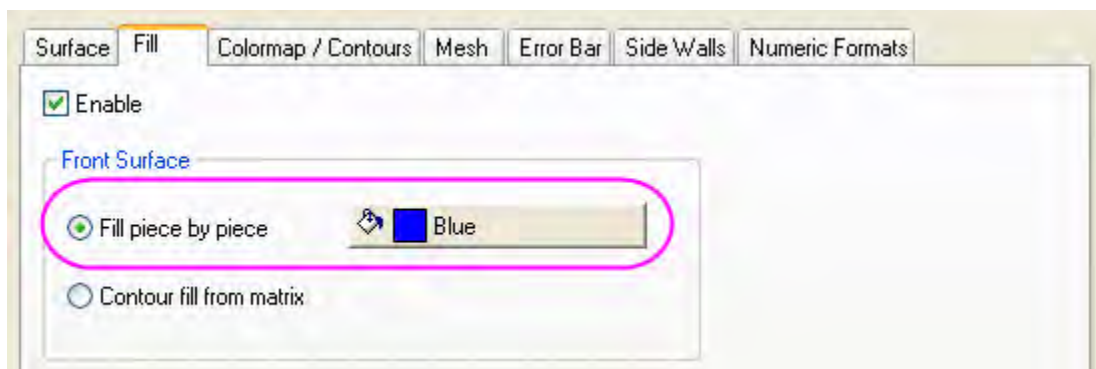 Surface Fill Colormap / Contours Mesh Error Bar Side Walls Numeric Formats
Enable
Front Surface
Fill piece by piece Blue
Contour fill from matrix